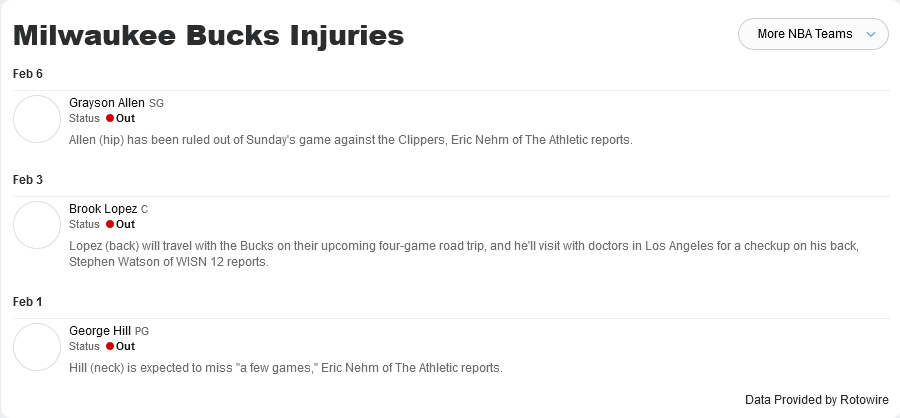 Milwaukee Bucks Injuries
More NBA Teams
Feb 6
Grayson Allen SG
Status Out
Allen (hip) has been ruled out of Sunday's game against the Clippers, Eric Nehm of The Athletic reports.
Feb 3
Brook Lopez C
Status Out
Lopez (back) will travel with the Bucks on their upcoming four-game road trip, and he'll visit with doctors in Los Angeles for a checkup on his back,
Stephen Watson of WISN 12 reports.
Feb 1
George Hill PG
Status Out
Hill (neck) is expected to miss "a few games," Eric Nehm of The Athletic reports.
Data Provided by Rotowire